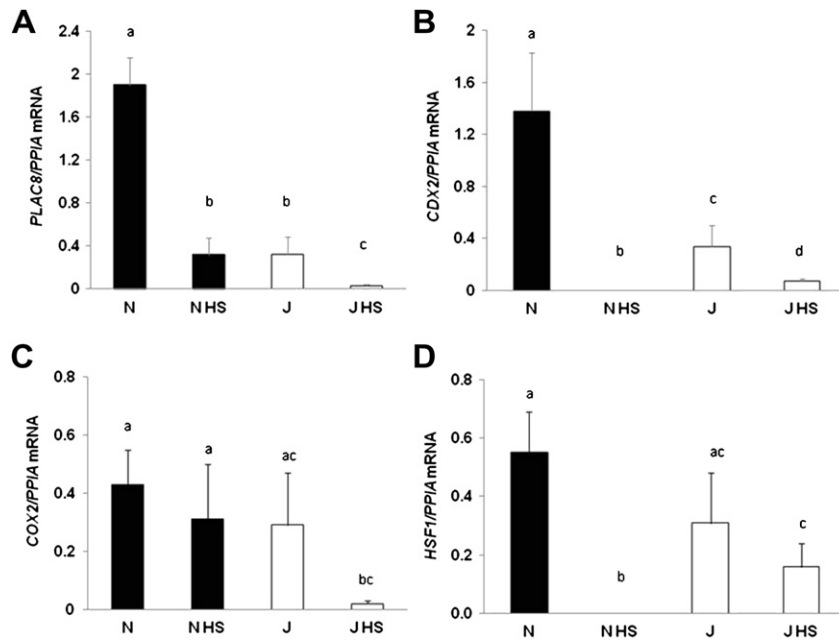 A
PLAC8/PPIA mRNA
2.4
2
1.6
1.2
0.8
0.4
0
a
b
b
c
N
N HS
J
J HS
B
CDX2/PPIA mRNA
2
1.6
1.2
0.8
0.4
0
a
b
c
d
N
N HS
J
J HS
C
COX2/PPIA mRNA
0.8
0.6
0.4
0.2
0
a
a
ac
bc
N
N HS
J
J HS
D
HSF1/PPIA mRNA
0.8
0.6
0.4
0.2
0.0
a
b
ac
c
N
N HS
J
J HS